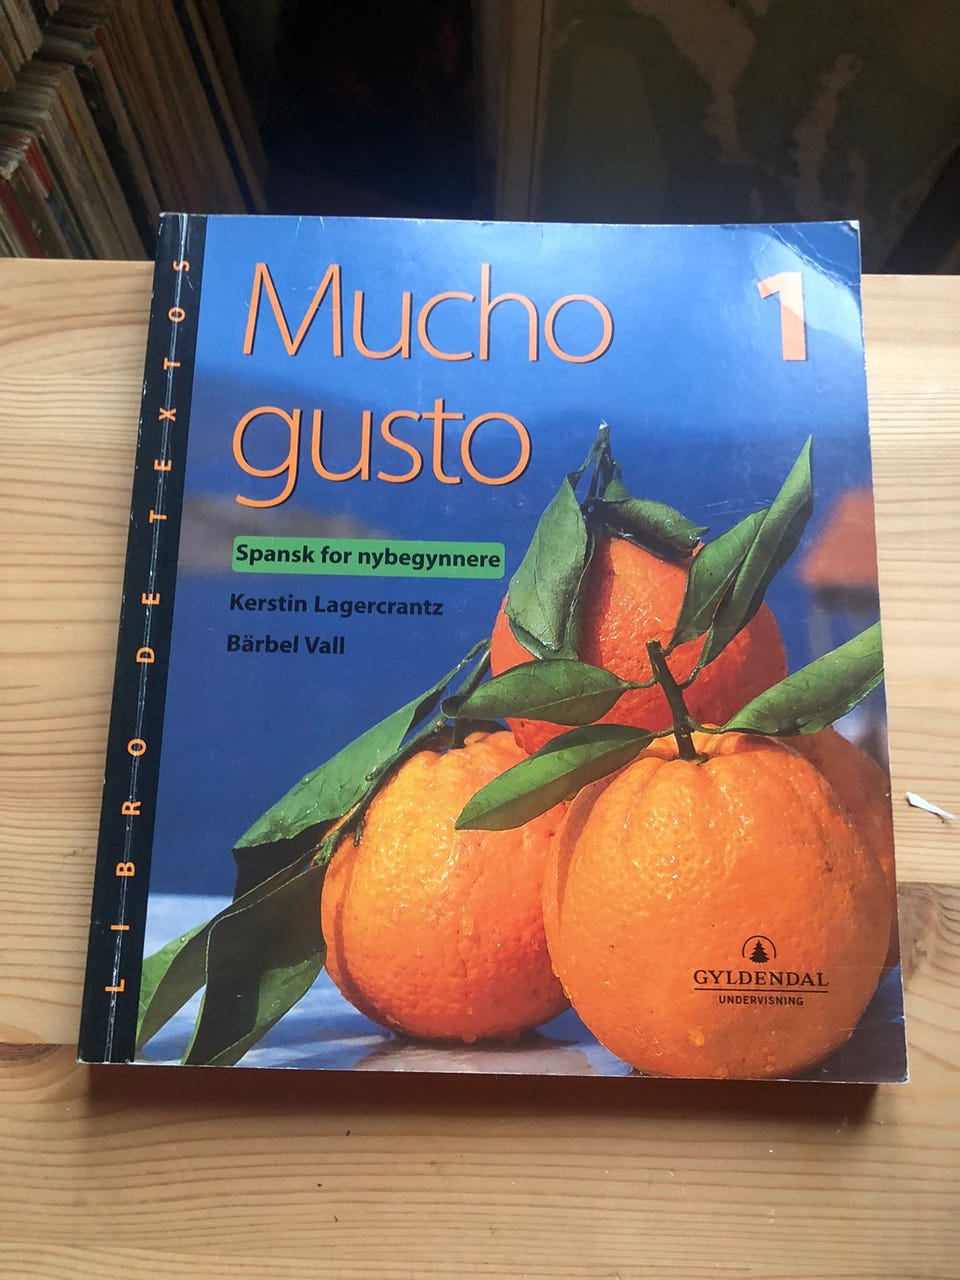 LIBRO DE TEXTOS
Mucho
gusto
1
Spansk for nybegynnere
Kerstin Lagercrantz
Bärbel Vall
GYLDENDAL
UNDERVISNING